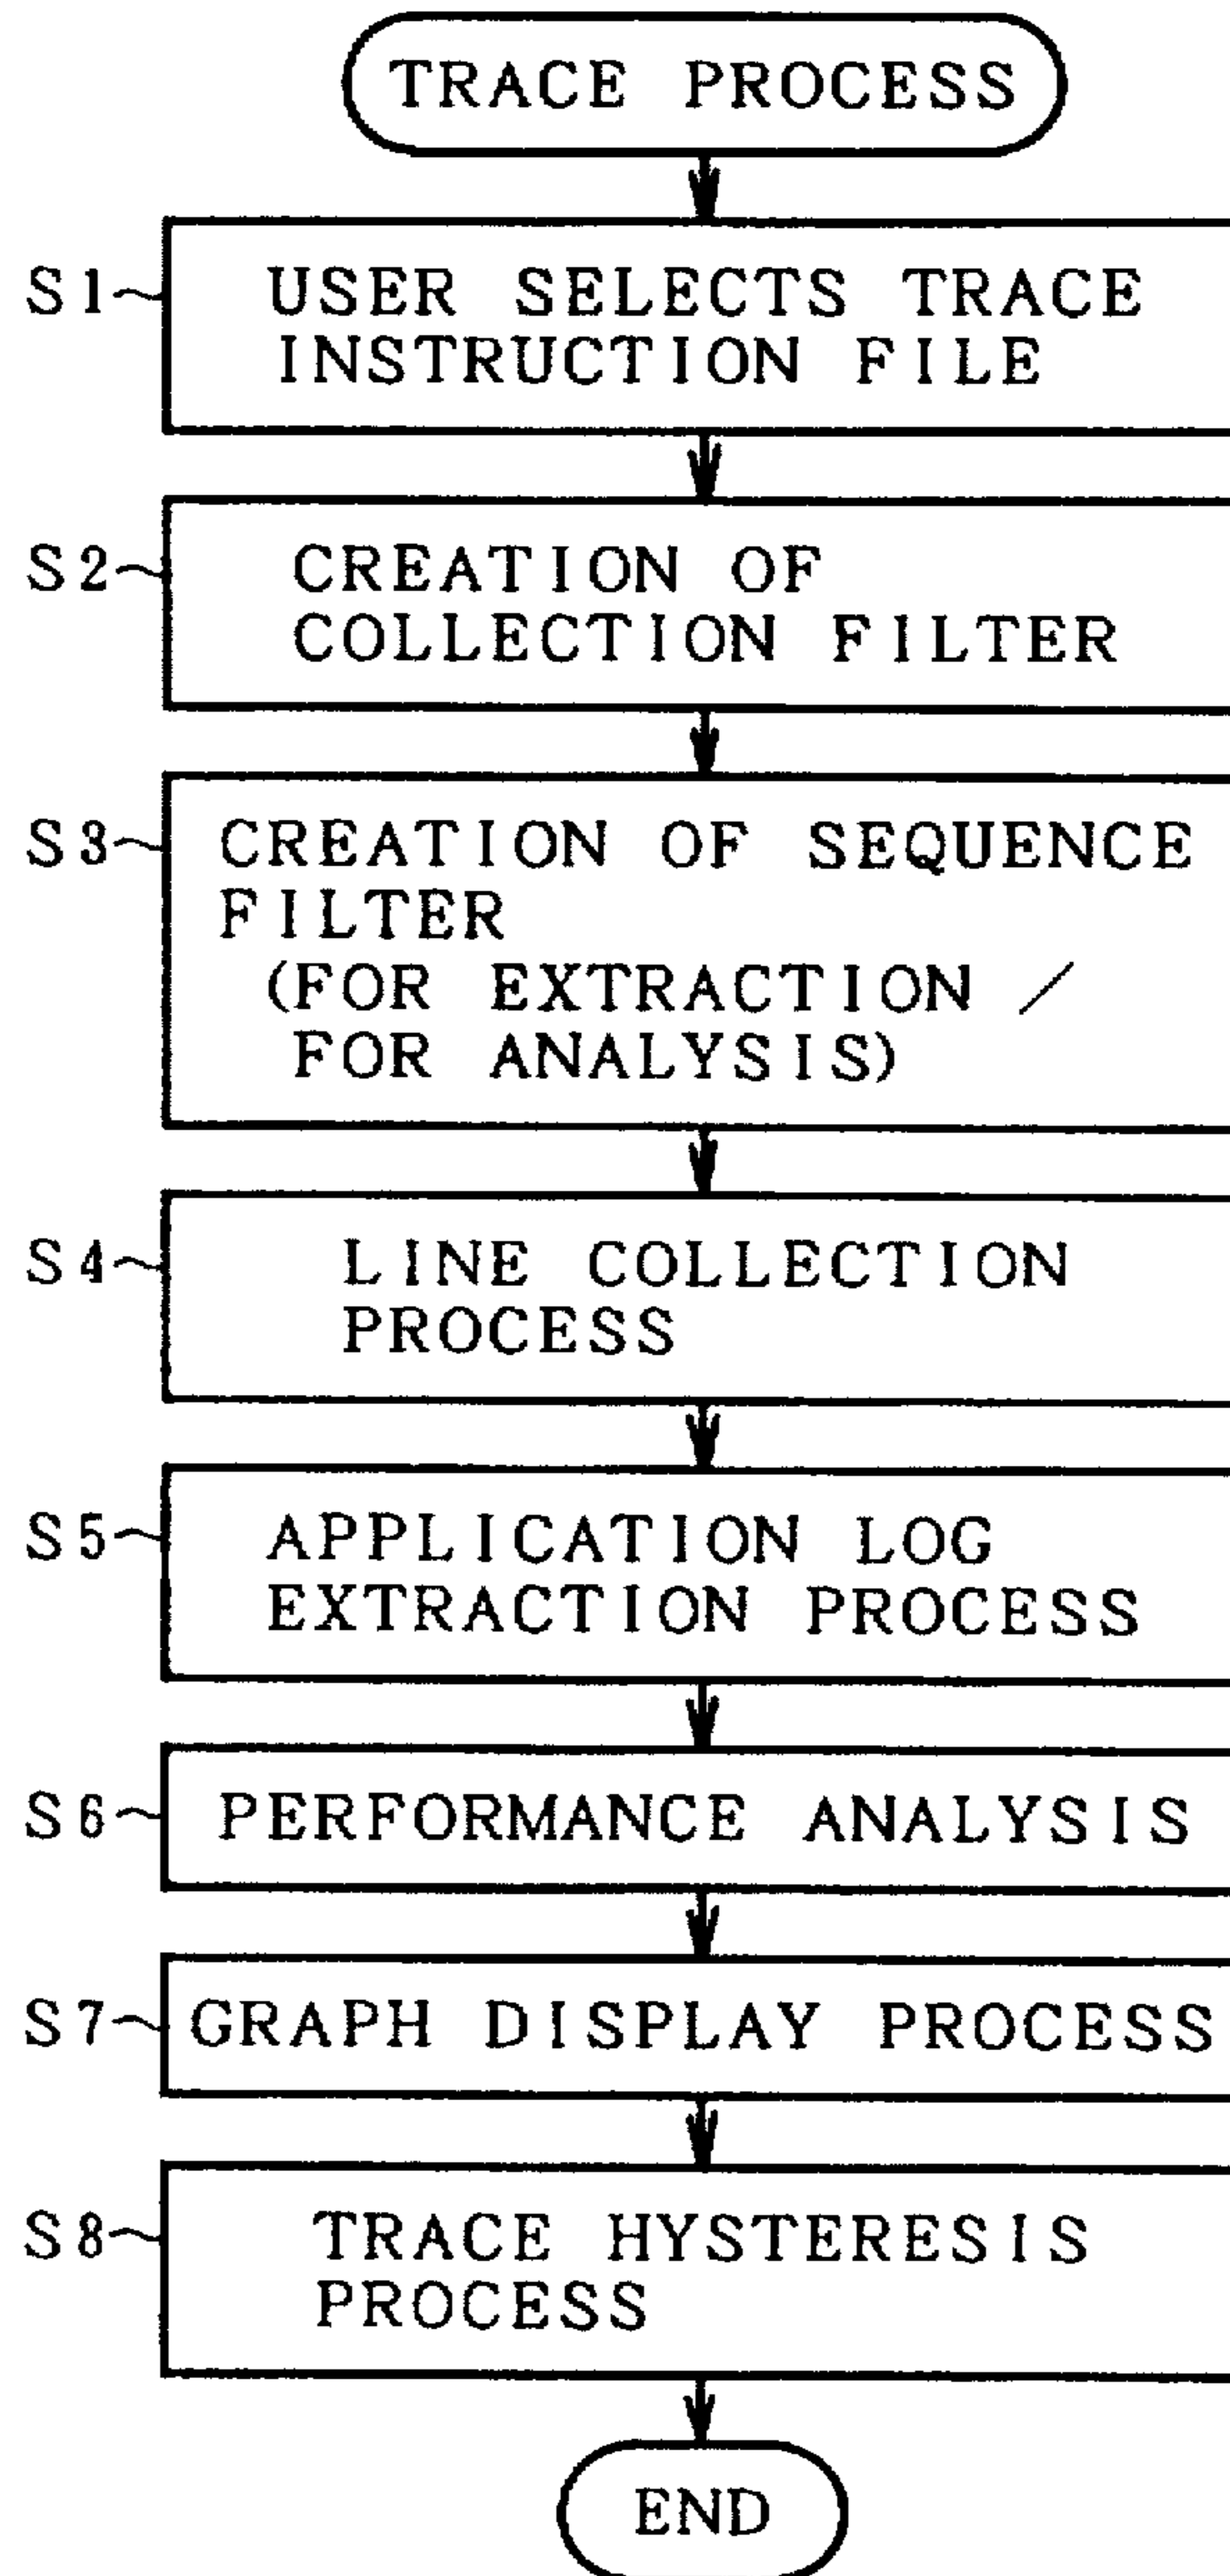 TRACE PROCESS
S1
USER SELECTS TRACE
INSTRUCTION FILE
S2
CREATION OF
COLLECTION FILTER
S3
CREATION OF SEQUENCE
FILTER
(FOR EXTRACTION /
FOR ANALYSIS)
S4
LINE COLLECTION
PROCESS
S5
APPLICATION LOG
EXTRACTION PROCESS
S6
PERFORMANCE ANALYSIS
S7
GRAPH DISPLAY PROCESS
S8
TRACE HYSTERESIS
PROCESS
END